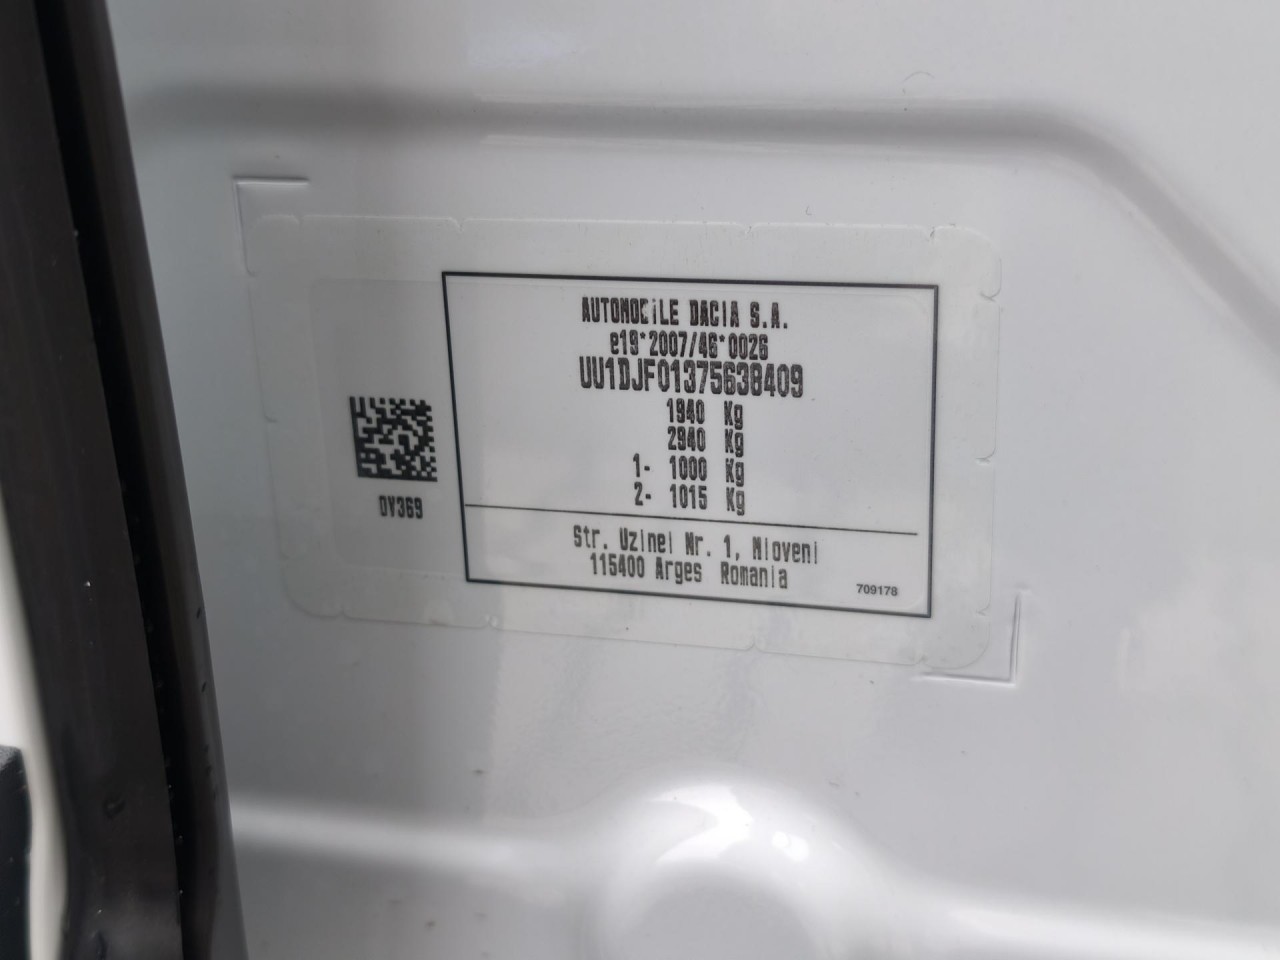 AUTOMOBILE DACIA S.A.
e19*2007/46*0026
UU1DJF01375638409
1940 Kg
2940 Kg
1- 1000 Kg
2- 1015 Kg
DV369
Str. Uzinei Nr. 1, Mioveni
115400 Arges Romania
709178